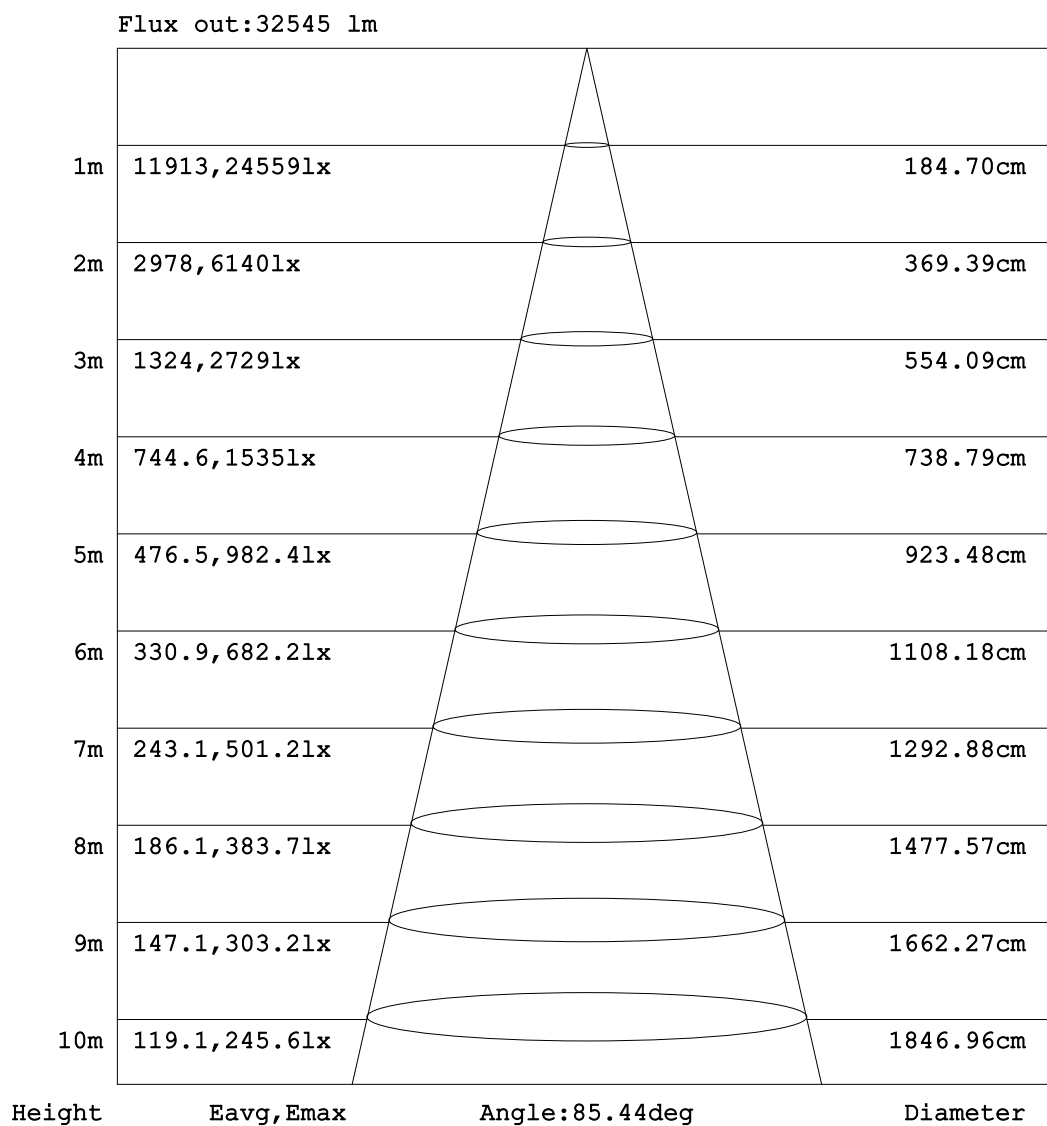 Flux out:32545 lm
1m 11913,24559lx 184.70cm
2m 2978,6140lx 369.39cm
3m 1324,2729lx 554.09cm
4m 744.6,1535lx 738.79cm
5m 476.5,982.4lx 923.48cm
6m 330.9,682.2lx 1108.18cm
7m 243.1,501.2lx 1292.88cm
8m 186.1,383.7lx 1477.57cm
9m 147.1,303.2lx 1662.27cm
10m 119.1,245.6lx 1846.96cm
Height Eavg,Emax Angle:85.44deg Diameter